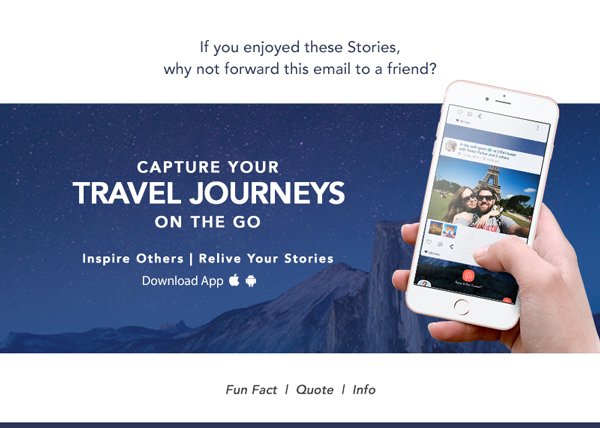 If you enjoyed these Stories,
why not forward this email to a friend?
CAPTURE YOUR
TRAVEL JOURNEYS
ON THE GO
Inspire Others | Relive Your Stories
Download App
Fun Fact | Quote | Info